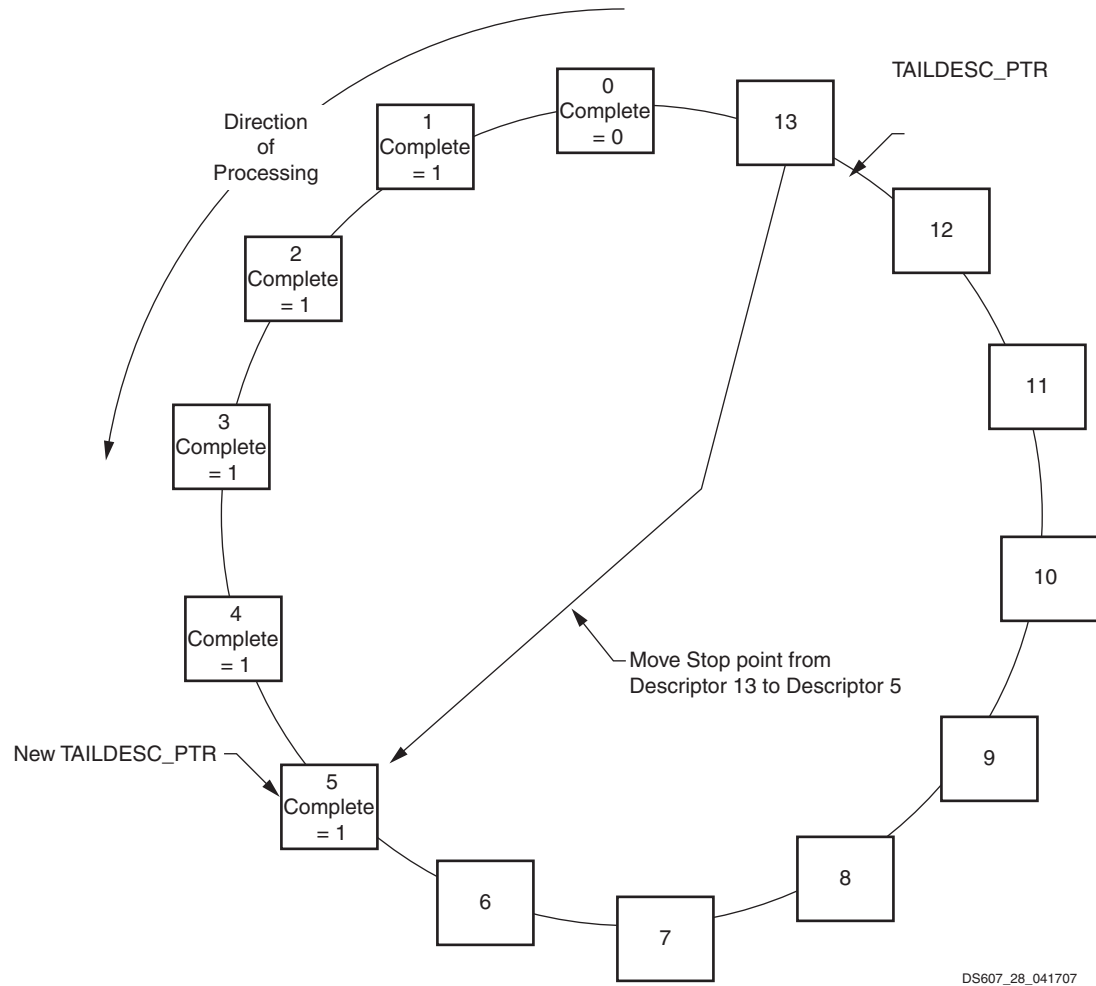 TAILDESC_PTR
0
Complete
= 0
13
1
Complete
= 1
Direction
of
Processing
12
2
Complete
= 1
11
3
Complete
= 1
10
4
Complete
= 1
Move Stop point from
Descriptor 13 to Descriptor 5
9
New TAILDESC_PTR
5
Complete
= 1
8
6
7
DS607_28_041707